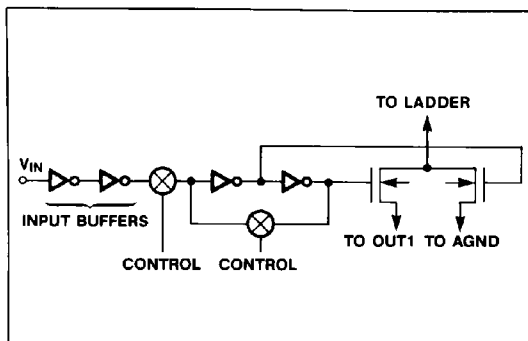 TO LADDER
VIN
INPUT BUFFERS
TO OUT1 TO AGND
CONTROL CONTROL